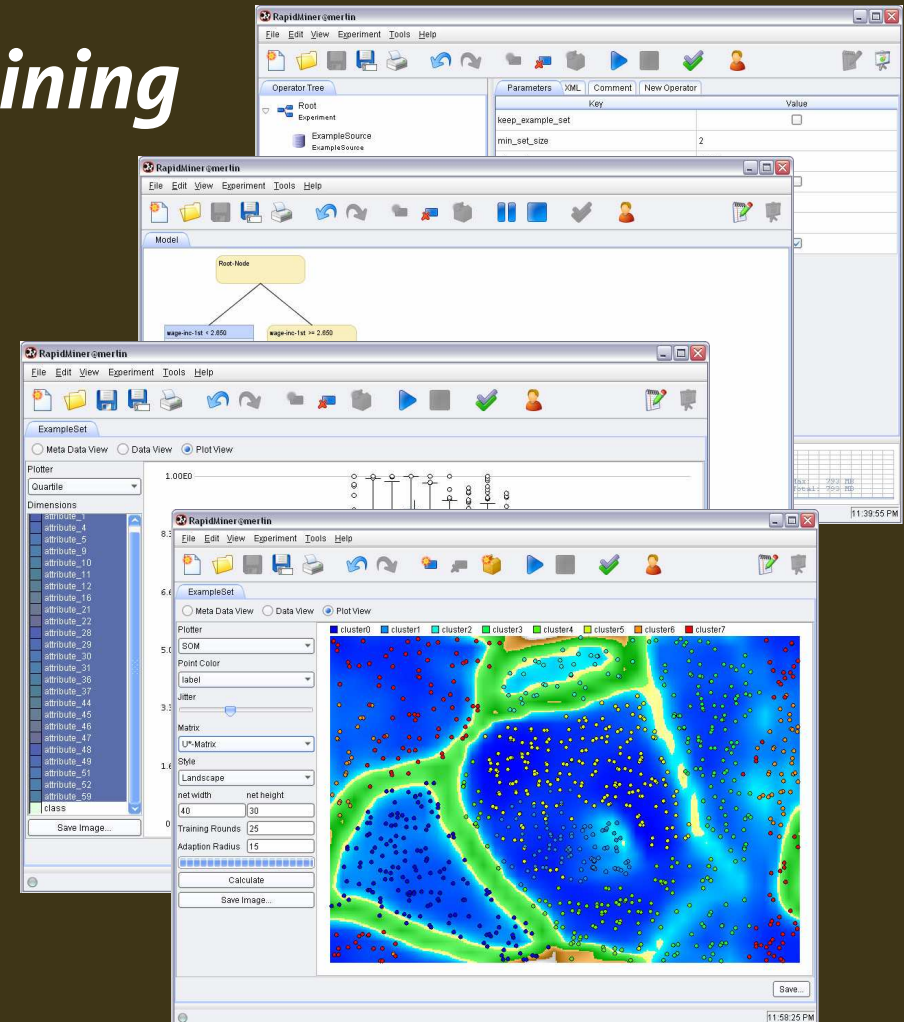 ining
RapidMiner@merlin
File Edit View Experiment Tools Help
Operator Tree
Root
Experiment
ExampleSource
ExampleSource
Parameters XML Comment New Operator
Key Value
keep_example_set
min_set_size 2
11:39:55 PM
RapidMiner@merlin
File Edit View Experiment Tools Help
Model
Root-Node
wage-inc-1st < 2.650 wage-inc-1st >= 2.650
RapidMiner@merlin
File Edit View Experiment Tools Help
ExampleSet
Meta Data View Data View Plot View
Plotter
Quartile
Dimensions
attribute_1
attribute_4
attribute_5
attribute_9
attribute_10
attribute_11
attribute_12
attribute_16
attribute_21
attribute_22
attribute_28
attribute_29
attribute_30
attribute_31
attribute_36
attribute_37
attribute_44
attribute_45
attribute_46
attribute_47
attribute_48
attribute_49
attribute_51
attribute_52
attribute_59
class
Save Image...
1.00E0
RapidMiner@merlin
File Edit View Experiment Tools Help
ExampleSet
Meta Data View Data View Plot View
Plotter
SOM
Point Color
label
Jitter
Matrix
U*-Matrix
Style
Landscape
net width net height
40 30
Training Rounds 25
Adaption Radius 15
Calculate
Save Image...
cluster0 cluster1 cluster2 cluster3 cluster4 cluster5 cluster6 cluster7
Save...
11:58:25 PM